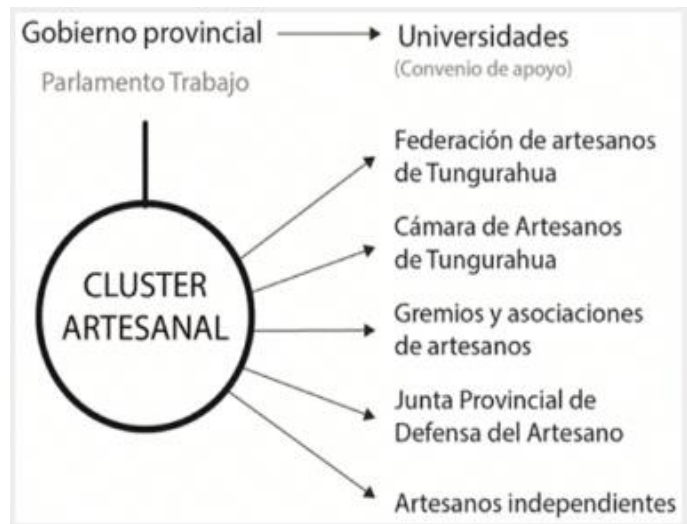 Gobierno provincial
Universidades
(Convenio de apoyo)
Parlamento Trabajo
Federación de artesanos
de Tungurahua
Cámara de Artesanos
de Tungurahua
CLUSTER
ARTESANAL
Gremios y asociaciones
de artesanos
Junta Provincial de
Defensa del Artesano
Artesanos independientes